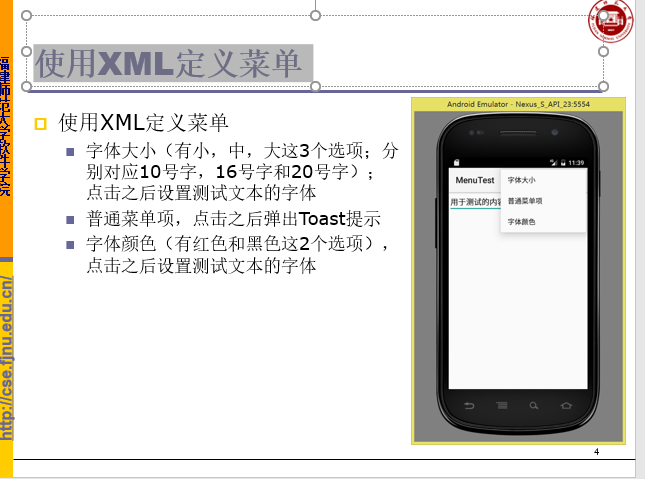 使用XML定义菜单
使用XML定义菜单
字体大小（有小，中，大这3个选项；分
别对应10号字，16号字和20号字）；
点击之后设置测试文本的字体
普通菜单项，点击之后弹出Toast提示
字体颜色（有红色和黑色这2个选项），
点击之后设置测试文本的字体
Android Emulator - Nexus_S_API_23:5554
11:39
MenuTest
字体大小
用于测试的内容
普通菜单项
字体颜色
福建师范大学软件学院
http://cse.fjnu.edu.cn/
4